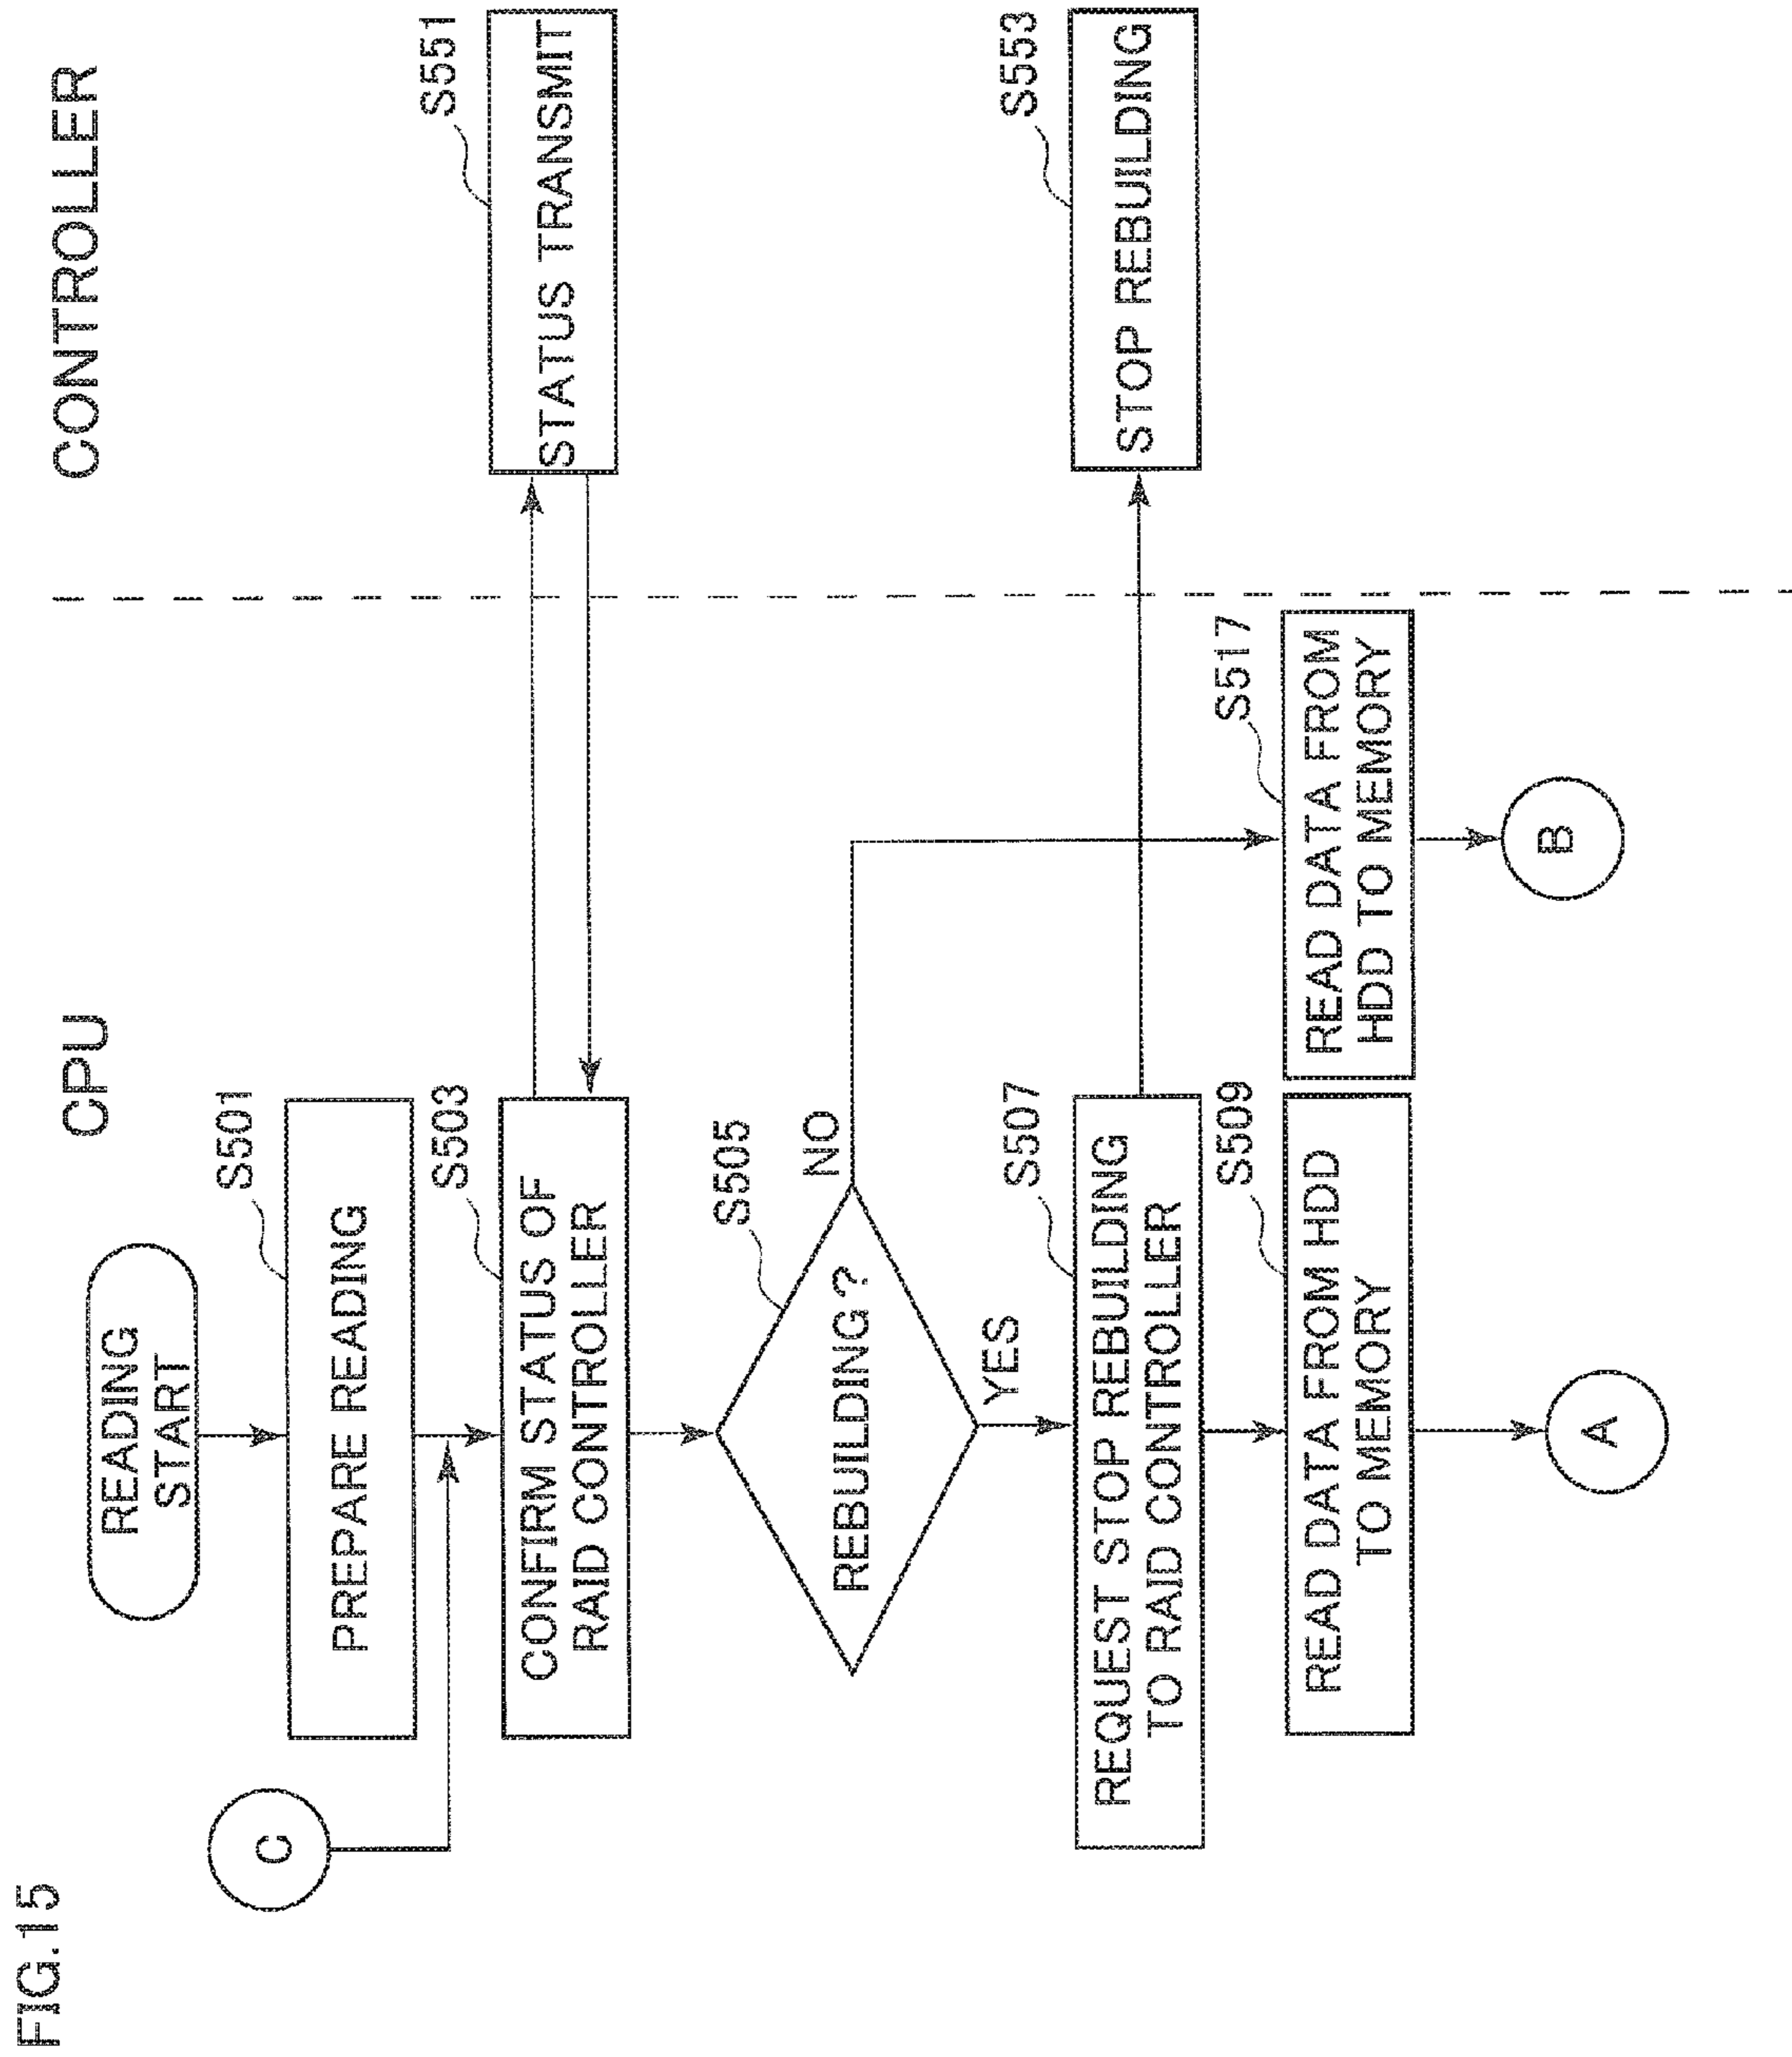 FIG.15
CPU
CONTROLLER
READING
START
C
S501
PREPARE READING
S503
CONFIRM STATUS OF
RAID CONTROLLER
S551
STATUS TRANSMIT
S505
REBUILDING?
NO
YES
S507
REQUEST STOP REBUILDING
TO RAID CONTROLLER
S553
STOP REBUILDING
S509
READ DATA FROM HDD
TO MEMORY
S517
READ DATA FROM
HDD TO MEMORY
A
B